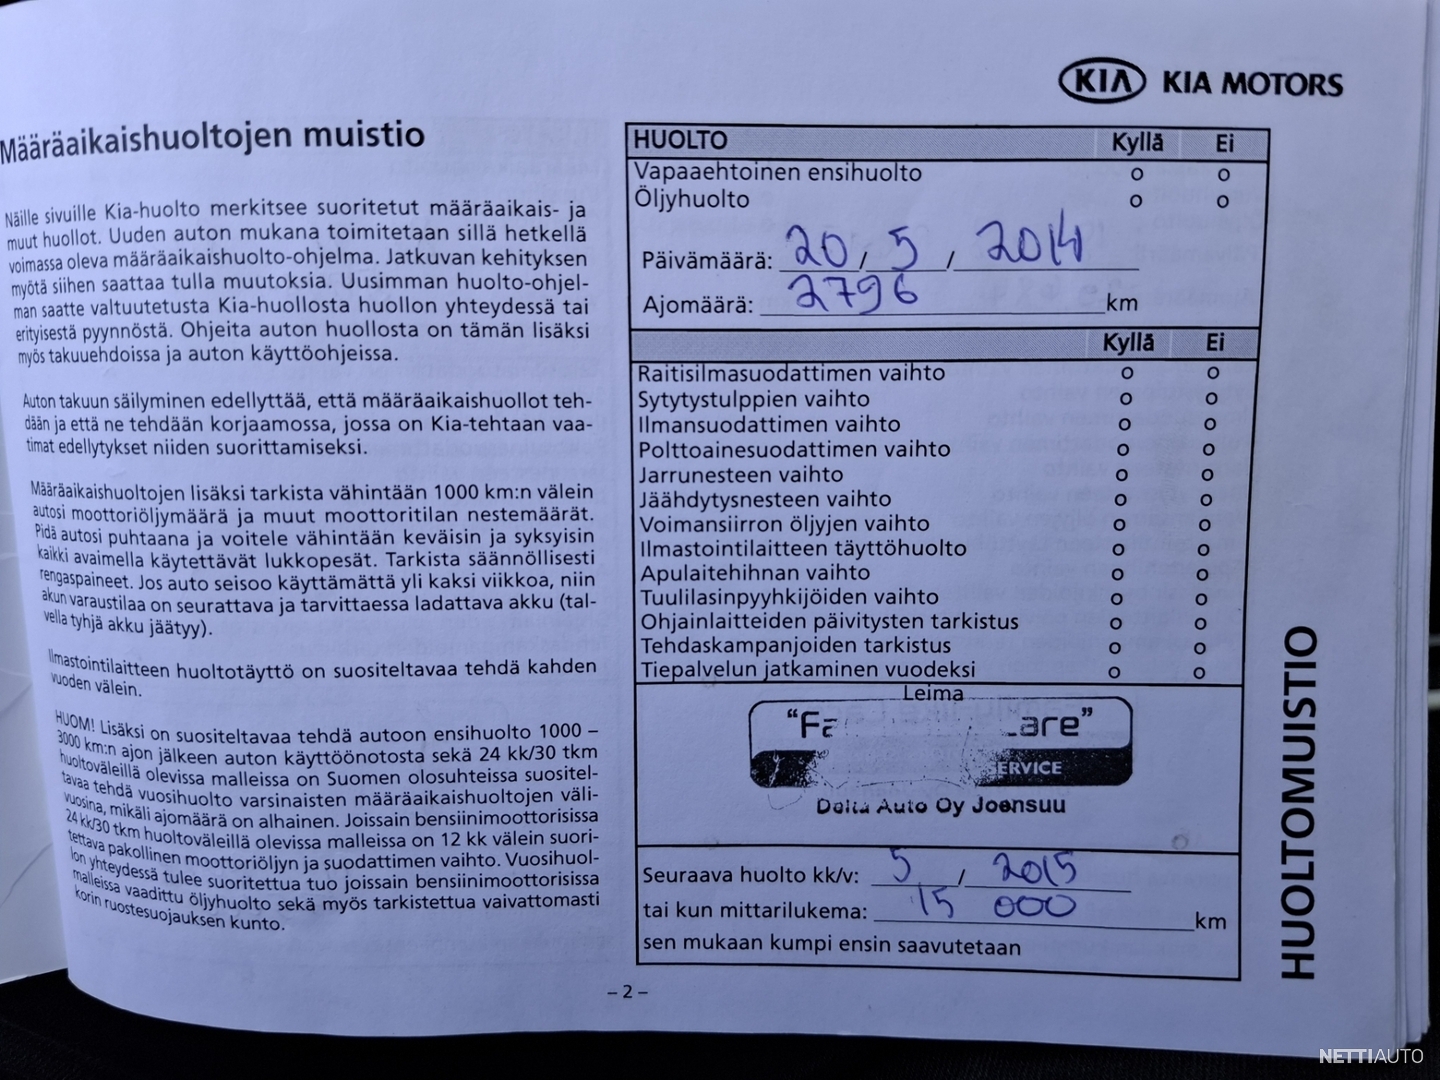 KIA KIA MOTORS
Määräaikaishuoltojen muistio
Näille sivuille Kia-huolto merkitsee suoritetut määräaikais- ja
muut huollot. Uuden auton mukana toimitetaan sillä hetkellä
voimassa oleva määräaikaishuolto-ohjelma. Jatkuvan kehityksen
myötä siihen saattaa tulla muutoksia. Uusimman huolto-ohjel-
man saatte valtuutetusta Kia-huollosta huollon yhteydessä tai
erityisestä pyynnöstä. Ohjeita auton huollosta on tämän lisäksi
myös takuuehdoissa ja auton käyttöohjeissa.
Auton takuun säilyminen edellyttää, että määräaikaishuollot teh-
dään ja että ne tehdään korjaamossa, jossa on Kia-tehtaan vaa-
timat edellytykset niiden suorittamiseksi.
Määräaikaishuoltojen lisäksi tarkista vähintään 1000 km:n välein
autosi moottoriöljymäärä ja muut moottoritilan nestemäärät.
Pidä autosi puhtaana ja voitele vähintään keväisin ja syksyisin
kaikki avaimella käytettävät lukkopesät. Tarkista säännöllisesti
rengaspaineet. Jos auto seisoo käyttämättä yli kaksi viikkoa, niin
akun varaustilaa on seurattava ja tarvittaessa ladattava akku (tal-
vella tyhjä akku jäätyy).
Ilmastointilaitteen huoltotäyttö on suositeltavaa tehdä kahden
vuoden välein.
HUOM! Lisäksi on suositeltavaa tehdä autoon ensihuolto 1000 –
3000 km:n ajon jälkeen auton käyttöönotosta sekä 24 kk/30 tkm
huoltoväleillä olevissa malleissa on Suomen olosuhteissa suositel-
tavaa tehdä vuosihuolto varsinaisten määräaikaishuoltojen väli-
vuosina, mikäli ajomäärä on alhainen. Joissain bensiinimoottorisissa
24 kk/30 tkm huoltoväleillä olevissa malleissa on 12 kk välein suori-
tettava pakollinen moottoriöljyn ja suodattimen vaihto. Vuosihuol-
lon yhteydessä tulee suoritettua tuo joissain bensiinimoottorisissa
malleissa vaadittu öljyhuolto sekä myös tarkistettua vaivattomasti
korin ruostesuojauksen kunto.
HUOLTO Kyllä Ei
Vapaaehtoinen ensihuolto o o
Öljyhuolto o o
Päivämäärä: 20 / 5 / 2014
Ajomäärä: 2796 km
Kyllä Ei
Raitisilmasuodattimen vaihto o o
Sytytystulppien vaihto o o
Ilmansuodattimen vaihto o o
Polttoainesuodattimen vaihto o o
Jarrunesteen vaihto o o
Jäähdytysnesteen vaihto o o
Voimansiirron öljyjen vaihto o o
Ilmastointilaitteen täyttöhuolto o o
Apulaitehihnan vaihto o o
Tuulilasinpyyhkijöiden vaihto o o
Ohjainlaitteiden päivitysten tarkistus o o
Tehdaskampanjoiden tarkistus o o
Tiepalvelun jatkaminen vuodeksi o o
Leima
Delta Auto Oy Joensuu
Seuraava huolto kk/v: 5 / 2015
tai kun mittarilukema: 15 000 km
sen mukaan kumpi ensin saavutetaan
HUOLTOMUISTIO
– 2 –
NETTIAUTO